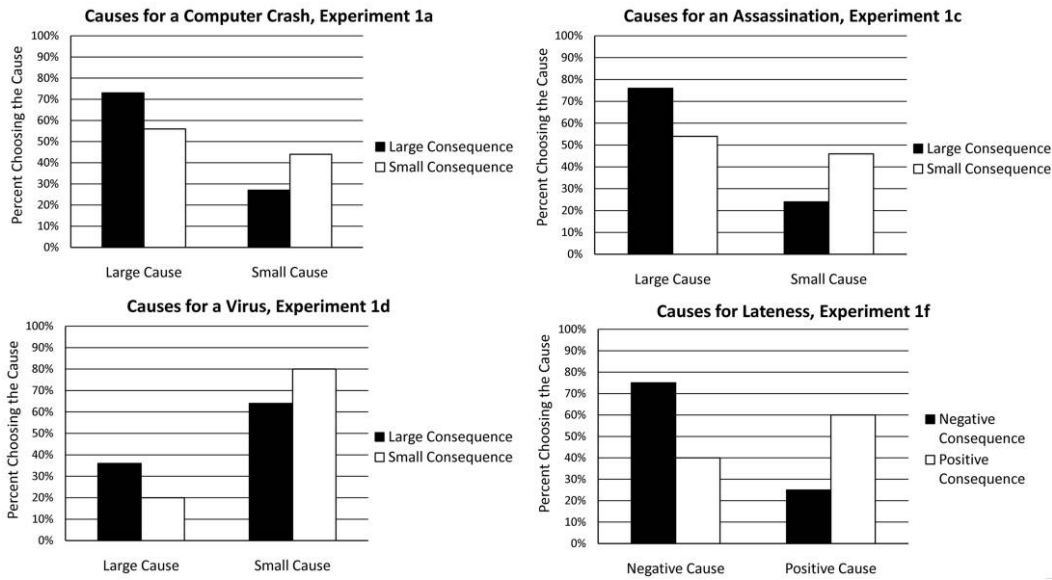 Causes for a Computer Crash, Experiment 1a
Percent Choosing the Cause
100%
90%
80%
70%
60%
50%
40%
30%
20%
10%
0%
Large Cause
Small Cause
Large Consequence
Small Consequence
Causes for an Assassination, Experiment 1c
Percent Choosing the Cause
100%
90%
80%
70%
60%
50%
40%
30%
20%
10%
0%
Large Cause
Small Cause
Large Consequence
Small Consequence
Causes for a Virus, Experiment 1d
Percent Choosing the Cause
100%
90%
80%
70%
60%
50%
40%
30%
20%
10%
0%
Large Cause
Small Cause
Large Consequence
Small Consequence
Causes for Lateness, Experiment 1f
Percent Choosing the Cause
100%
90%
80%
70%
60%
50%
40%
30%
20%
10%
0%
Negative Cause
Positive Cause
Negative
Consequence
Positive
Consequence